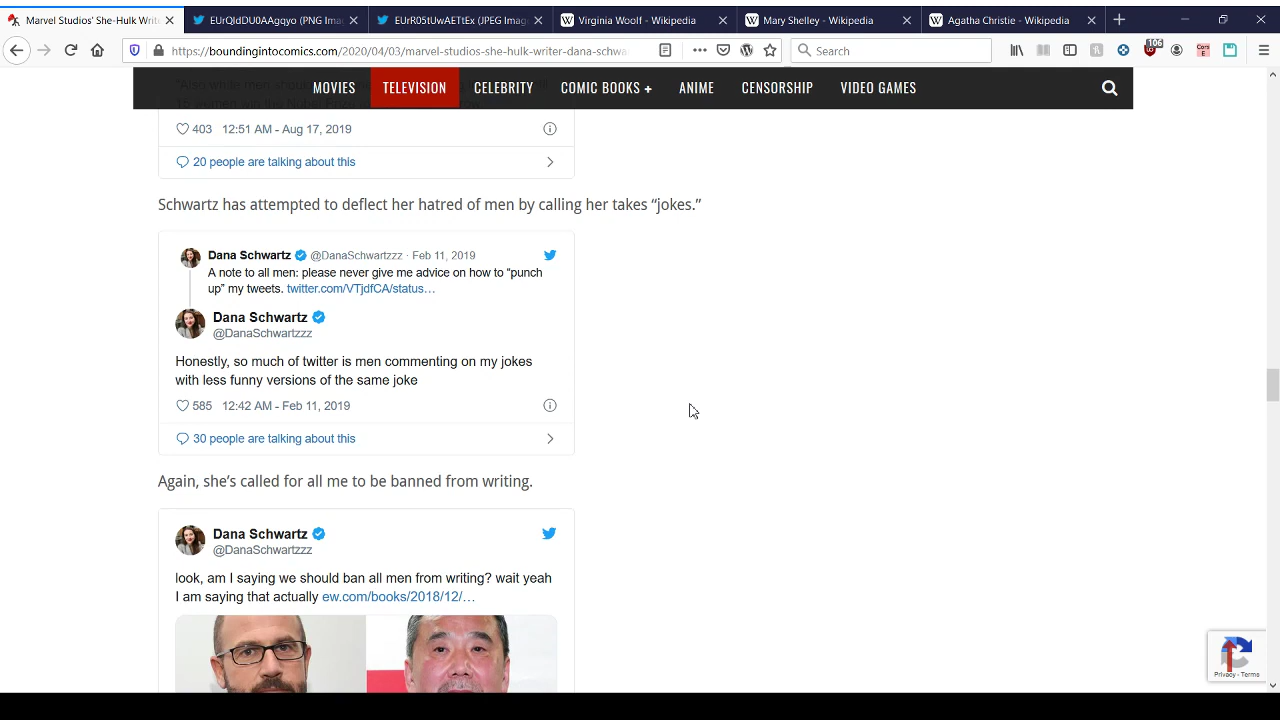 Marvel Studios' She-Hulk Write
EUrQIdDU0AAgqyo (PNG Imag
EUrR05tUwAETtEx (JPEG Image
Virginia Woolf - Wikipedia
Mary Shelley - Wikipedia
Agatha Christie - Wikipedia
https://boundingintocomics.com/2020/04/03/marvel-studios-she-hulk-writer-dana-schwa
Search
106
MOVIES
TELEVISION
CELEBRITY
COMIC BOOKS +
ANIME
CENSORSHIP
VIDEO GAMES
403 12:51 AM - Aug 17, 2019
20 people are talking about this
Schwartz has attempted to deflect her hatred of men by calling her takes “jokes.”
Dana Schwartz @DanaSchwartzzz · Feb 11, 2019
A note to all men: please never give me advice on how to “punch
up” my tweets. twitter.com/VTjdfCA/status…
Dana Schwartz
@DanaSchwartzzz
Honestly, so much of twitter is men commenting on my jokes
with less funny versions of the same joke
585 12:42 AM - Feb 11, 2019
30 people are talking about this
Again, she’s called for all me to be banned from writing.
Dana Schwartz
@DanaSchwartzzz
look, am I saying we should ban all men from writing? wait yeah
I am saying that actually ew.com/books/2018/12/…
Privacy - Terms